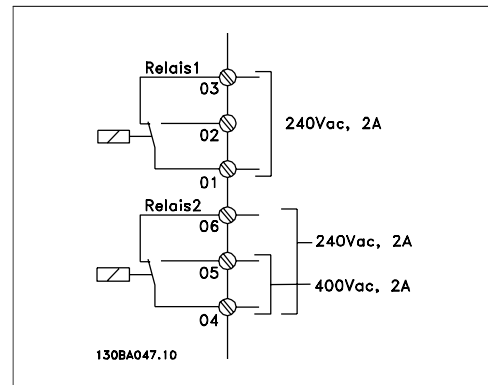 Relais1
03
02
240Vac, 2A
01
Relais2
06
240Vac, 2A
05
400Vac, 2A
04
130BA047.10